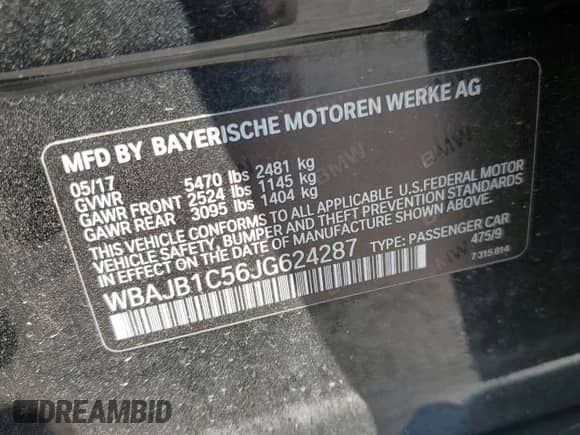 MFD BY BAYERISCHE MOTOREN WERKE AG
05/17
GVWR 5470 lbs 2481 kg
GAWR FRONT 2524 lbs 1145 kg
GAWR REAR 3095 lbs 1404 kg
THIS VEHICLE CONFORMS TO ALL APPLICABLE U.S.FEDERAL MOTOR
VEHICLE SAFETY, BUMPER AND THEFT PREVENTION STANDARDS
IN EFFECT ON THE DATE OF MANUFACTURE SHOWN ABOVE.
WBAJB1C56JG624287 TYPE: PASSENGER CAR
475/9
7 315 814
BMW
BMW
BMW
DREAMBID